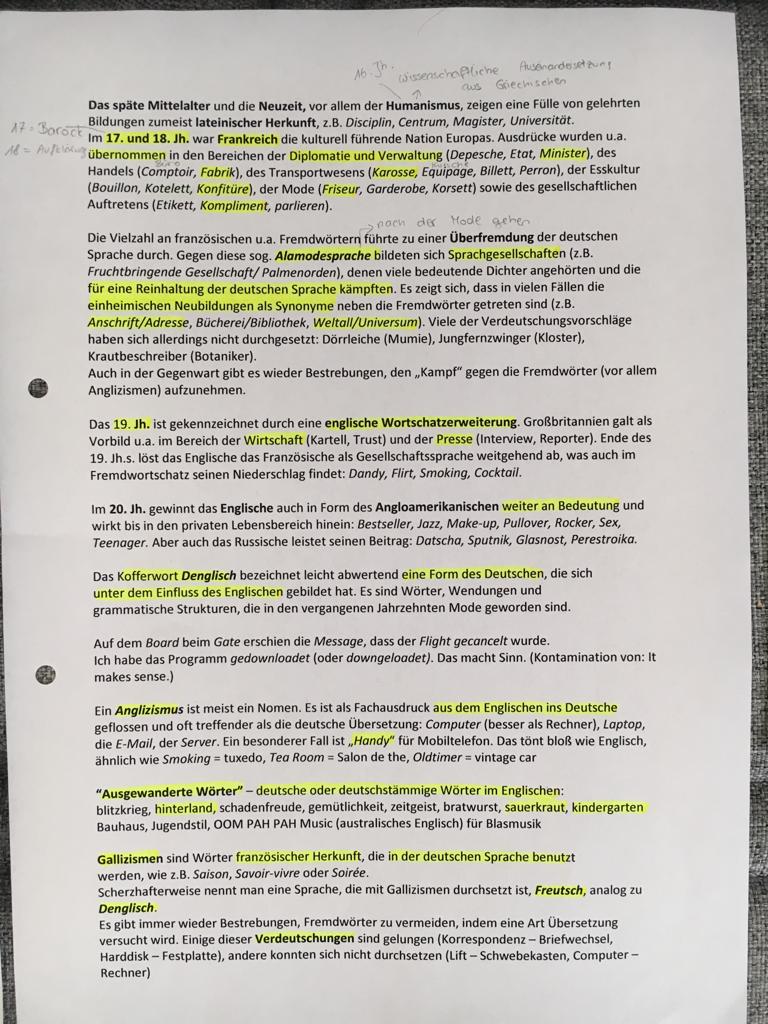 16. Jh. wissenschaftliche Auseinandersetzung
aus Griechischen
Das späte Mittelalter und die Neuzeit, vor allem der Humanismus, zeigen eine Fülle von gelehrten
Bildungen zumeist lateinischer Herkunft, z.B. Disciplin, Centrum, Magister, Universität.
17 = Barock
Im 17. und 18. Jh. war Frankreich die kulturell führende Nation Europas. Ausdrücke wurden u.a.
18 = Aufklärung
übernommen in den Bereichen der Diplomatie und Verwaltung (Depesche, Etat, Minister), des
Büro Kutsche
Handels (Comptoir, Fabrik), des Transportwesens (Karosse, Equipage, Billett, Perron), der Esskultur
(Bouillon, Kotelett, Konfitüre), der Mode (Friseur, Garderobe, Korsett) sowie des gesellschaftlichen
Auftretens (Etikett, Kompliment, parlieren).
nach der Mode gehen
Die Vielzahl an französischen u.a. Fremdwörtern führte zu einer Überfremdung der deutschen
Sprache durch. Gegen diese sog. Alamodesprache bildeten sich Sprachgesellschaften (z.B.
Fruchtbringende Gesellschaft/ Palmenorden), denen viele bedeutende Dichter angehörten und die
für eine Reinhaltung der deutschen Sprache kämpften. Es zeigt sich, dass in vielen Fällen die
einheimischen Neubildungen als Synonyme neben die Fremdwörter getreten sind (z.B.
Anschrift/Adresse, Bücherei/Bibliothek, Weltall/Universum). Viele der Verdeutschungsvorschläge
haben sich allerdings nicht durchgesetzt: Dörrleiche (Mumie), Jungfernzwinger (Kloster),
Krautbeschreiber (Botaniker).
Auch in der Gegenwart gibt es wieder Bestrebungen, den „Kampf“ gegen die Fremdwörter (vor allem
Anglizismen) aufzunehmen.
Das 19. Jh. ist gekennzeichnet durch eine englische Wortschatzerweiterung. Großbritannien galt als
Vorbild u.a. im Bereich der Wirtschaft (Kartell, Trust) und der Presse (Interview, Reporter). Ende des
19. Jh.s. löst das Englische das Französische als Gesellschaftssprache weitgehend ab, was auch im
Fremdwortschatz seinen Niederschlag findet: Dandy, Flirt, Smoking, Cocktail.
Im 20. Jh. gewinnt das Englische auch in Form des Angloamerikanischen weiter an Bedeutung und
wirkt bis in den privaten Lebensbereich hinein: Bestseller, Jazz, Make-up, Pullover, Rocker, Sex,
Teenager. Aber auch das Russische leistet seinen Beitrag: Datscha, Sputnik, Glasnost, Perestroika.
Das Kofferwort Denglisch bezeichnet leicht abwertend eine Form des Deutschen, die sich
unter dem Einfluss des Englischen gebildet hat. Es sind Wörter, Wendungen und
grammatische Strukturen, die in den vergangenen Jahrzehnten Mode geworden sind.
Auf dem Board beim Gate erschien die Message, dass der Flight gecancelt wurde.
Ich habe das Programm gedownloadet (oder downgeloadet). Das macht Sinn. (Kontamination von: It
makes sense.)
Ein Anglizismus ist meist ein Nomen. Es ist als Fachausdruck aus dem Englischen ins Deutsche
geflossen und oft treffender als die deutsche Übersetzung: Computer (besser als Rechner), Laptop,
die E-Mail, der Server. Ein besonderer Fall ist „Handy“ für Mobiltelefon. Das tönt bloß wie Englisch,
ähnlich wie Smoking = tuxedo, Tea Room = Salon de the, Oldtimer = vintage car
“Ausgewanderte Wörter” – deutsche oder deutschstämmige Wörter im Englischen:
blitzkrieg, hinterland, schadenfreude, gemütlichkeit, zeitgeist, bratwurst, sauerkraut, kindergarten
Bauhaus, Jugendstil, OOM PAH PAH Music (australisches Englisch) für Blasmusik
Gallizismen sind Wörter französischer Herkunft, die in der deutschen Sprache benutzt
werden, wie z.B. Saison, Savoir-vivre oder Soirée.
Scherzhafterweise nennt man eine Sprache, die mit Gallizismen durchsetzt ist, Freutsch, analog zu
Denglisch.
Es gibt immer wieder Bestrebungen, Fremdwörter zu vermeiden, indem eine Art Übersetzung
versucht wird. Einige dieser Verdeutschungen sind gelungen (Korrespondenz – Briefwechsel,
Harddisk – Festplatte), andere konnten sich nicht durchsetzen (Lift – Schwebekasten, Computer –
Rechner)